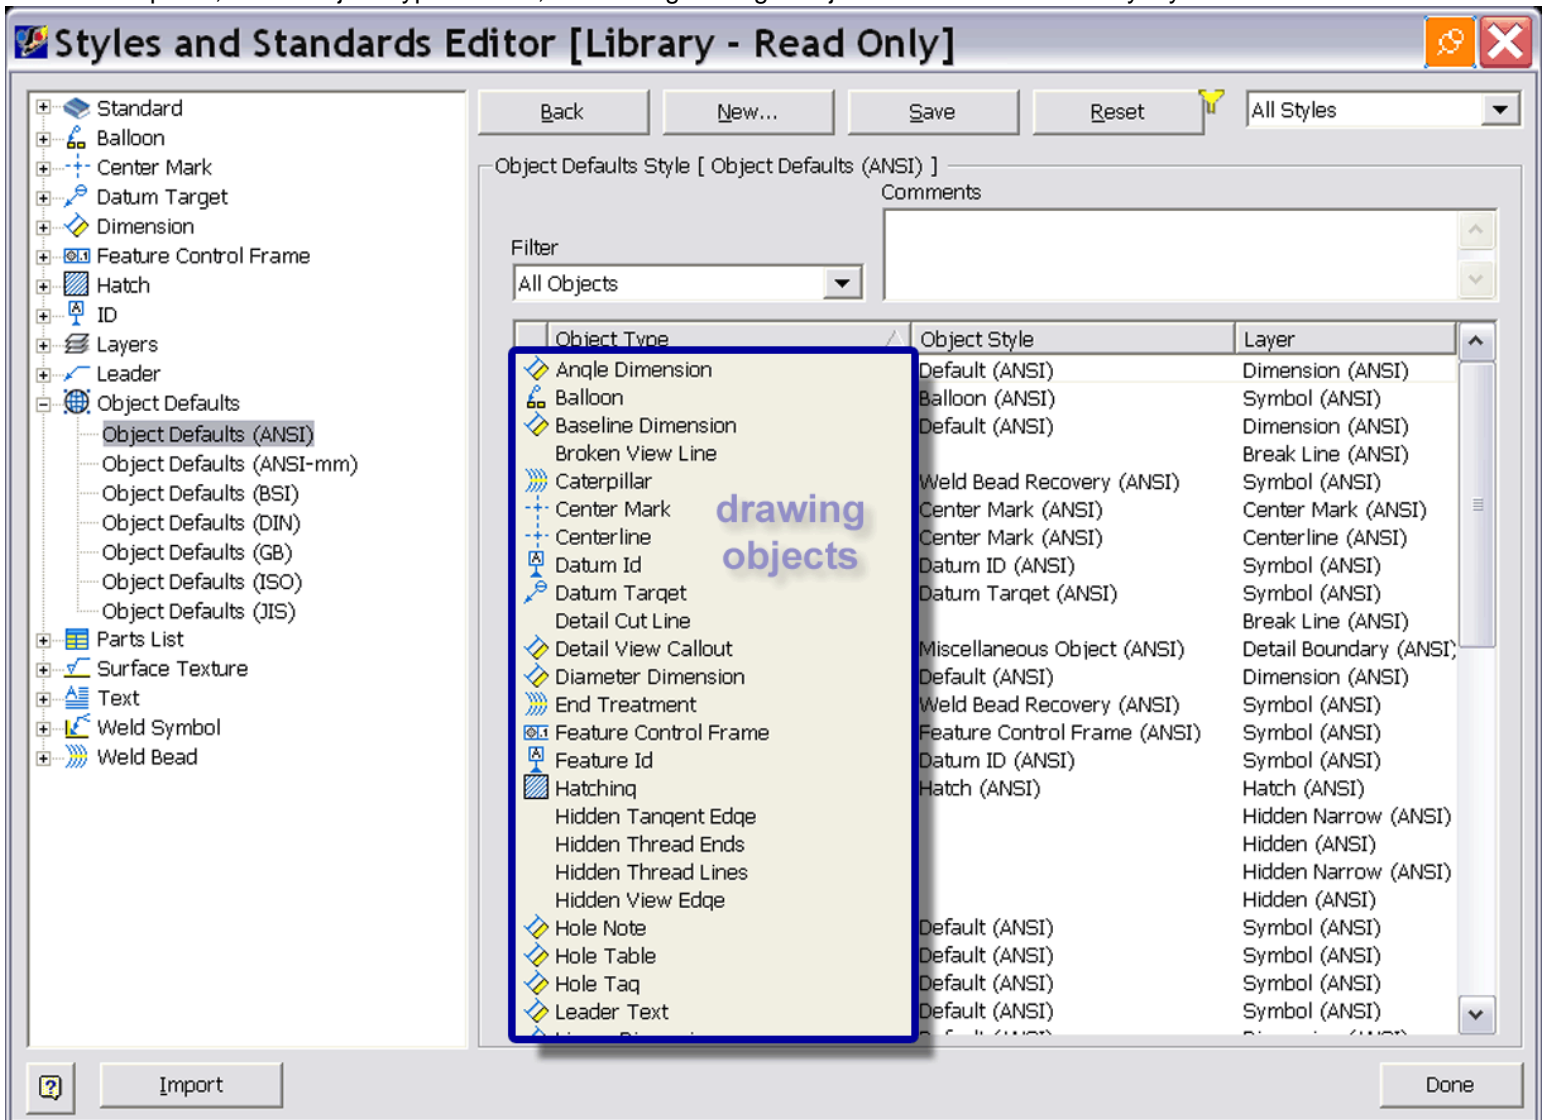 Styles and Standards Editor [Library - Read Only]
Standard
Balloon
Center Mark
Datum Target
Dimension
Feature Control Frame
Hatch
ID
Layers
Leader
Object Defaults
Object Defaults (ANSI)
Object Defaults (ANSI-mm)
Object Defaults (BSI)
Object Defaults (DIN)
Object Defaults (GB)
Object Defaults (ISO)
Object Defaults (JIS)
Parts List
Surface Texture
Text
Weld Symbol
Weld Bead
Back New... Save Reset All Styles
Object Defaults Style [ Object Defaults (ANSI) ]
Comments
Filter
All Objects
Object Type Object Style Layer
Angle Dimension Default (ANSI) Dimension (ANSI)
Balloon Balloon (ANSI) Symbol (ANSI)
Baseline Dimension Default (ANSI) Dimension (ANSI)
Broken View Line Break Line (ANSI)
Caterpillar Weld Bead Recovery (ANSI) Symbol (ANSI)
Center Mark Center Mark (ANSI) Center Mark (ANSI)
Centerline Center Mark (ANSI) Centerline (ANSI)
Datum Id Datum ID (ANSI) Symbol (ANSI)
Datum Target Datum Target (ANSI) Symbol (ANSI)
Detail Cut Line Break Line (ANSI)
Detail View Callout Miscellaneous Object (ANSI) Detail Boundary (ANSI)
Diameter Dimension Default (ANSI) Dimension (ANSI)
End Treatment Weld Bead Recovery (ANSI) Symbol (ANSI)
Feature Control Frame Feature Control Frame (ANSI) Symbol (ANSI)
Feature Id Datum ID (ANSI) Symbol (ANSI)
Hatching Hatch (ANSI) Hatch (ANSI)
Hidden Tangent Edge Hidden Narrow (ANSI)
Hidden Thread Ends Hidden (ANSI)
Hidden Thread Lines Hidden Narrow (ANSI)
Hidden View Edge Hidden (ANSI)
Hole Note Default (ANSI) Symbol (ANSI)
Hole Table Default (ANSI) Symbol (ANSI)
Hole Tag Default (ANSI) Symbol (ANSI)
Leader Text Default (ANSI) Symbol (ANSI)
drawing
objects
Import Done